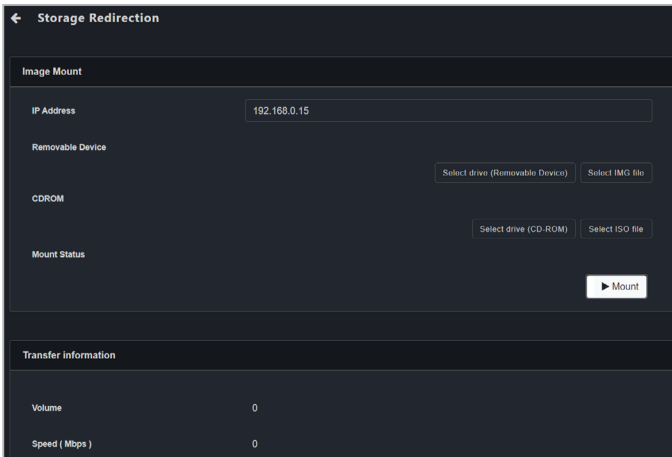 Storage Redirection
Image Mount
IP Address 192.168.0.15
Removable Device
Select drive (Removable Device) Select IMG file
CDROM
Select drive (CD-ROM) Select ISO file
Mount Status
Mount
Transfer information
Volume 0
Speed ( Mbps ) 0